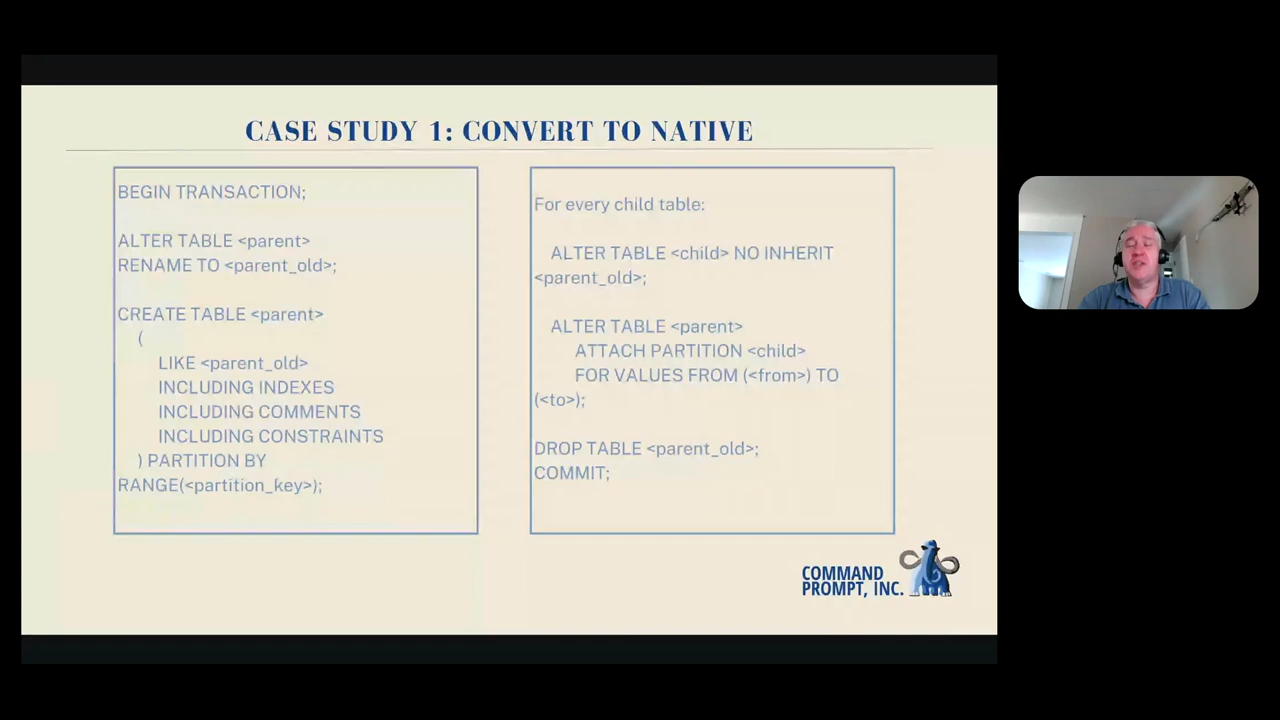 CASE STUDY 1: CONVERT TO NATIVE
BEGIN TRANSACTION;
ALTER TABLE <parent>
RENAME TO <parent_old>;
CREATE TABLE <parent>
(
LIKE <parent_old>
INCLUDING INDEXES
INCLUDING COMMENTS
INCLUDING CONSTRAINTS
) PARTITION BY
RANGE(<partition_key>);
For every child table:
ALTER TABLE <child> NO INHERIT
<parent_old>;
ALTER TABLE <parent>
ATTACH PARTITION <child>
FOR VALUES FROM (<from>) TO
(<to>);
DROP TABLE <parent_old>;
COMMIT;
COMMAND
PROMPT, INC.